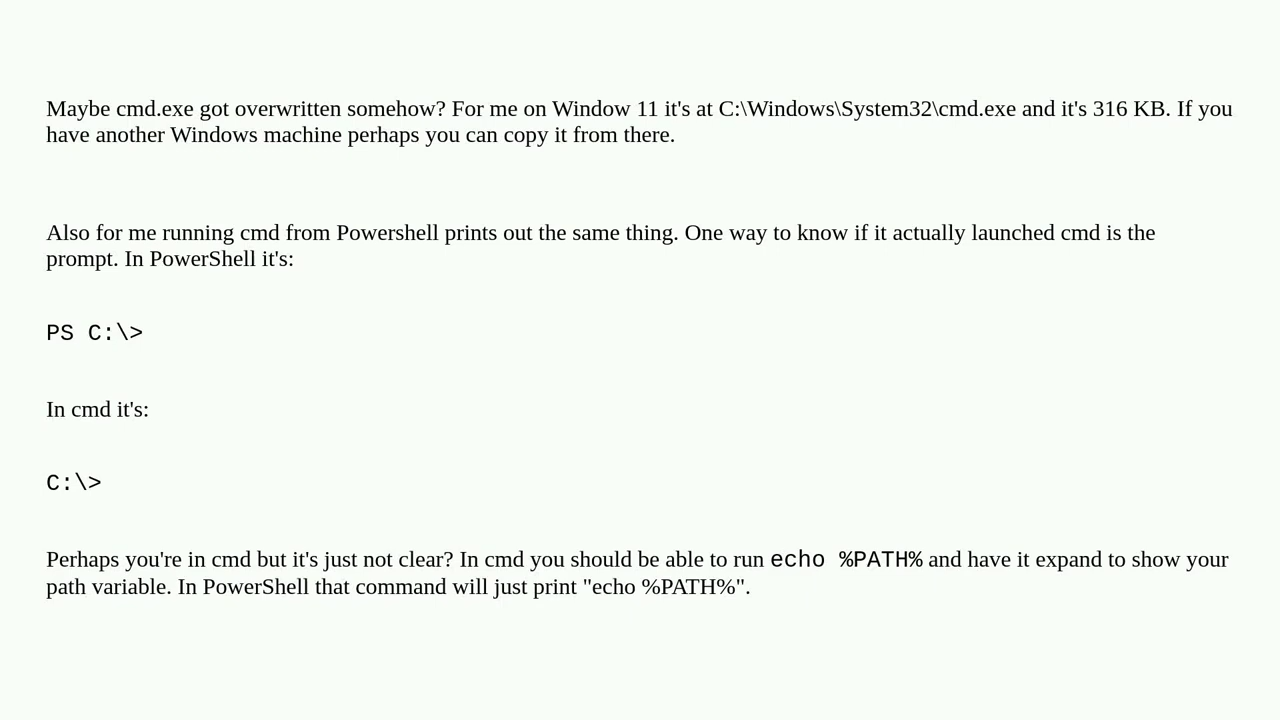 Maybe cmd.exe got overwritten somehow? For me on Window 11 it's at C:\Windows\System32\cmd.exe and it's 316 KB. If you
have another Windows machine perhaps you can copy it from there.
Also for me running cmd from Powershell prints out the same thing. One way to know if it actually launched cmd is the
prompt. In PowerShell it's:
PS C:\>
In cmd it's:
C:\>
Perhaps you're in cmd but it's just not clear? In cmd you should be able to run echo %PATH% and have it expand to show your
path variable. In PowerShell that command will just print "echo %PATH%".